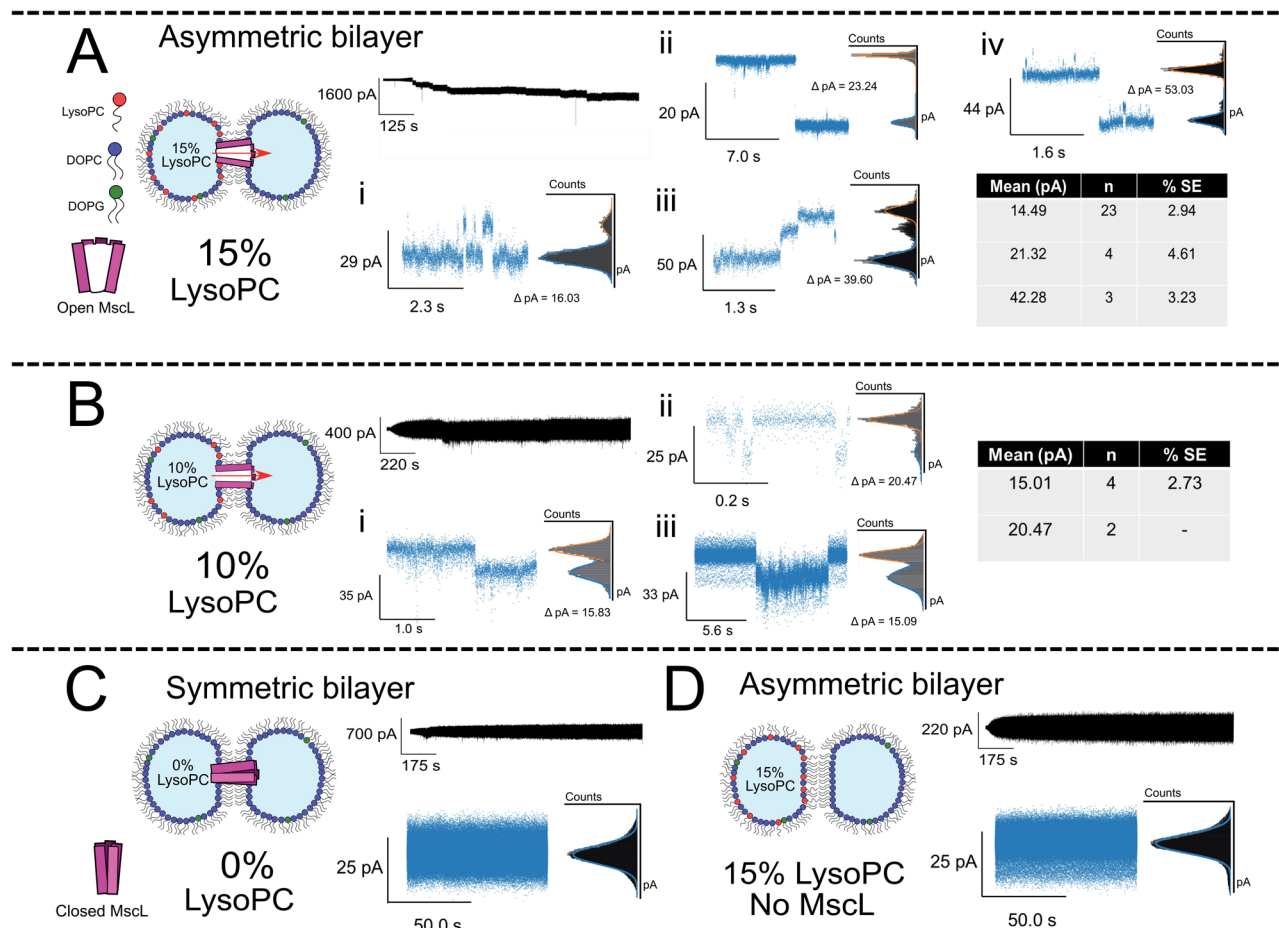 A
Asymmetric bilayer
LysoPC
DOPC
DOPG
Open MscL
15%
LysoPC
15%
LysoPC
1600 pA
125 s
i
Counts
29 pA
2.3 s
Δ pA = 16.03
ii
Counts
20 pA
7.0 s
Δ pA = 23.24
pA
iii
Counts
50 pA
1.3 s
Δ pA = 39.60
pA
iv
Counts
44 pA
1.6 s
Δ pA = 53.03
pA
Mean (pA) n % SE
14.49 23 2.94
21.32 4 4.61
42.28 3 3.23
B
10%
LysoPC
10%
LysoPC
400 pA
220 s
i
Counts
35 pA
1.0 s
Δ pA = 15.83
pA
ii
Counts
25 pA
0.2 s
Δ pA = 20.47
pA
iii
Counts
33 pA
5.6 s
Δ pA = 15.09
pA
Mean (pA) n % SE
15.01 4 2.73
20.47 2 -
C
Symmetric bilayer
0%
LysoPC
Closed MscL
0%
LysoPC
700 pA
175 s
Counts
25 pA
50.0 s
pA
D
Asymmetric bilayer
15%
LysoPC
15% LysoPC
No MscL
220 pA
175 s
Counts
25 pA
50.0 s
pA